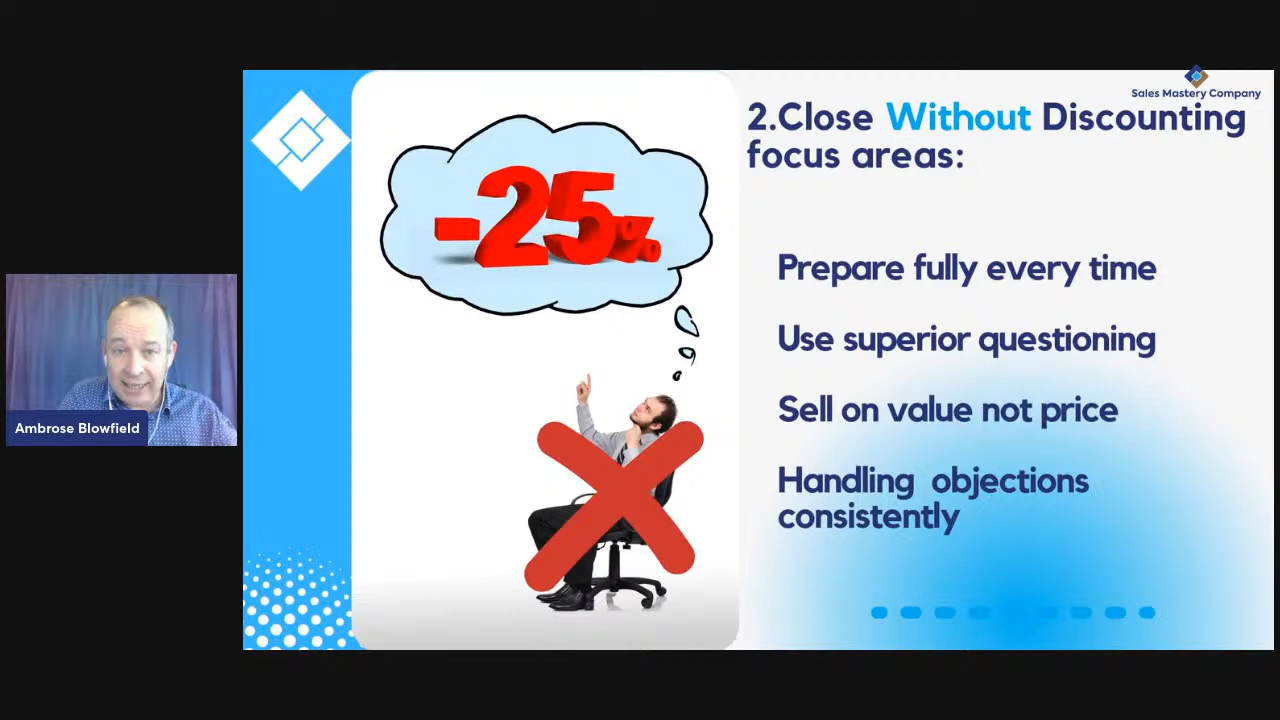 Sales Mastery Company
2.Close Without Discounting
focus areas:
-25%
Prepare fully every time
Use superior questioning
Sell on value not price
Handling objections
consistently
Ambrose Blowfield